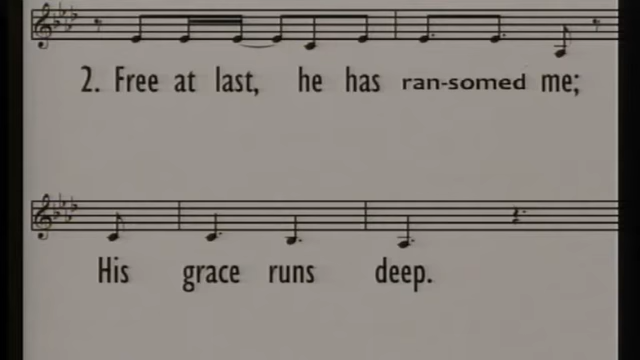 2. Free at last, he has ran-somed me;
His grace runs deep.